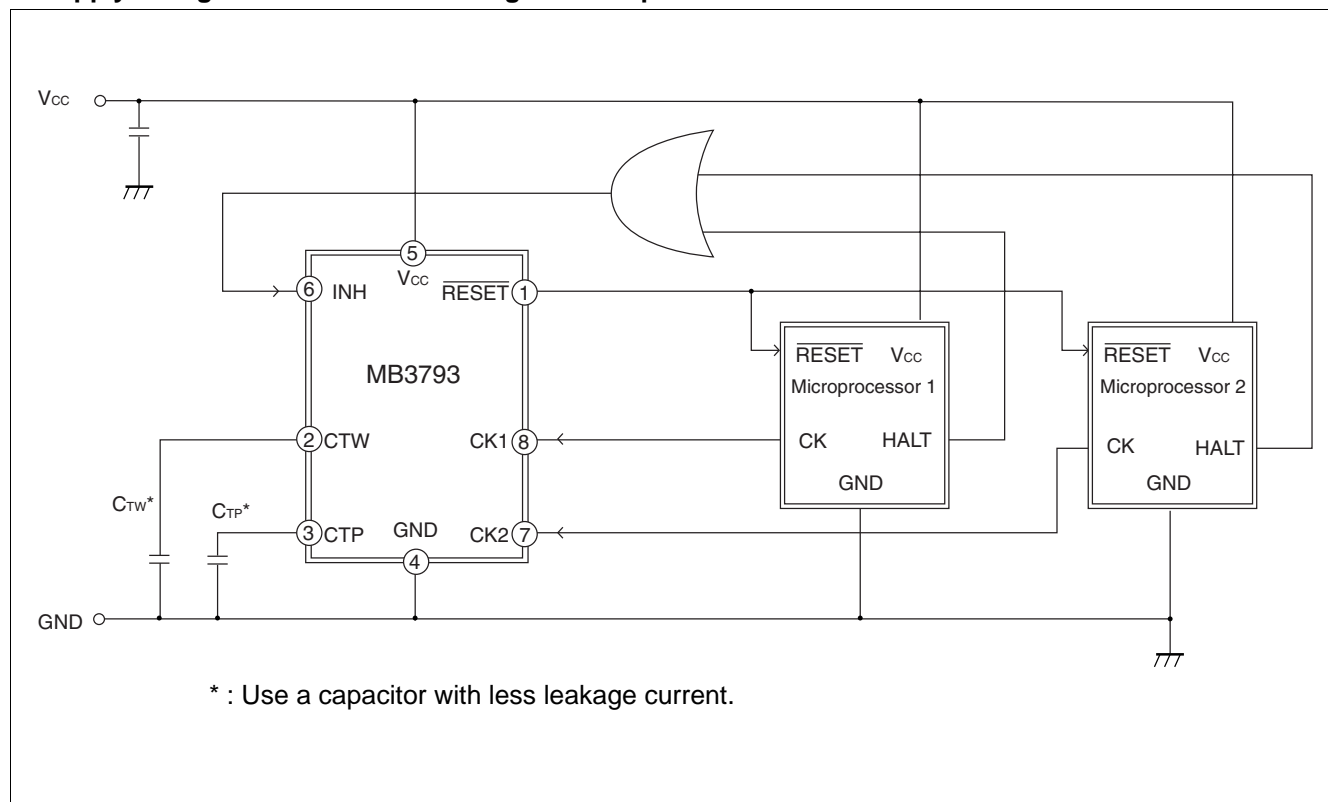 Vcc
5
Vcc
6
INH
RESET
1
MB3793
RESET
Vcc
Microprocessor 1
RESET
Vcc
Microprocessor 2
2
CTW
CK1
8
CK
HALT
CK
HALT
GND
GND
CTW*
CTP*
3
CTP
GND
CK2
7
4
GND
* : Use a capacitor with less leakage current.